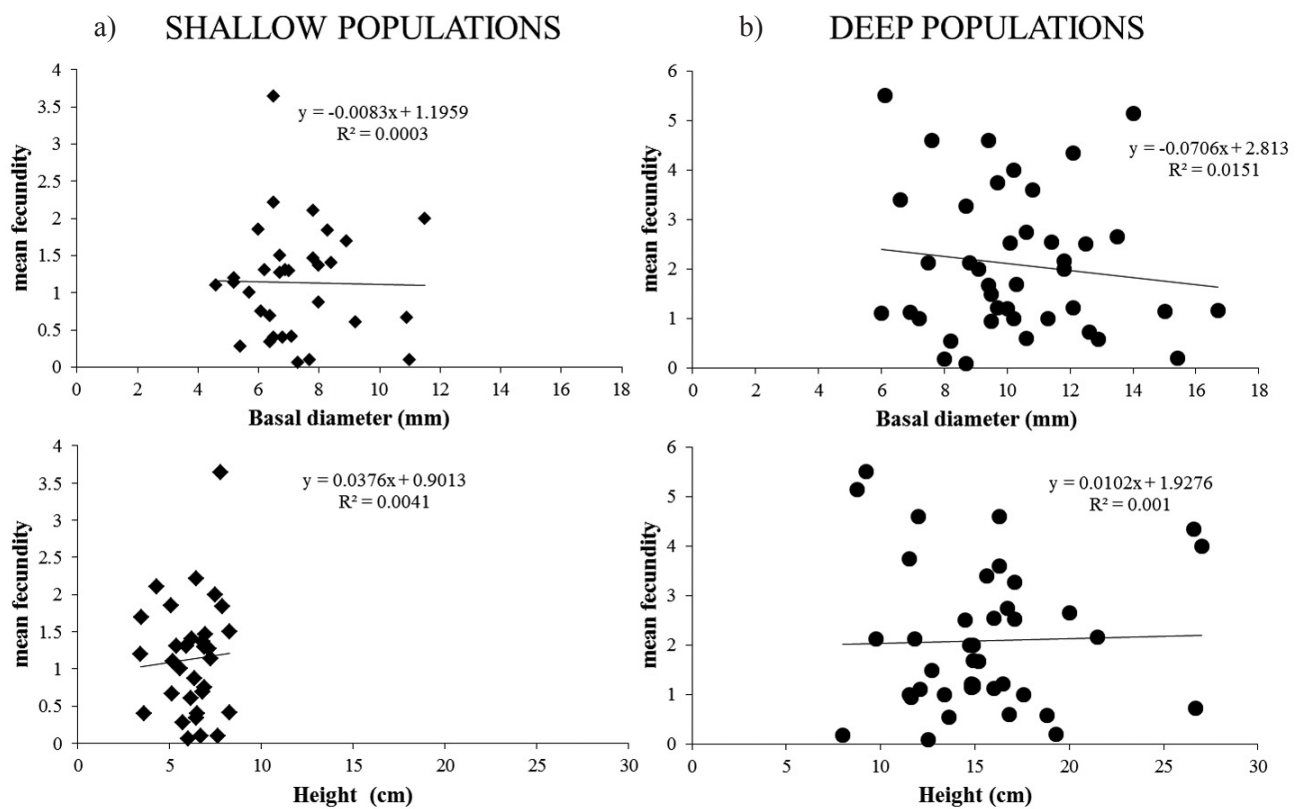 a) SHALLOW POPULATIONS
4
3.5
3
2.5
2
1.5
1
0.5
0
mean fecundity
y = -0.0083x + 1.1959
R² = 0.0003
0 2 4 6 8 10 12 14 16 18
Basal diameter (mm)
b) DEEP POPULATIONS
6
5
4
3
2
1
0
mean fecundity
y = -0.0706x + 2.813
R² = 0.0151
0 2 4 6 8 10 12 14 16 18
Basal diameter (mm)
4
3.5
3
2.5
2
1.5
1
0.5
0
mean fecundity
y = 0.0376x + 0.9013
R² = 0.0041
0 5 10 15 20 25 30
Height (cm)
6
5
4
3
2
1
0
mean fecundity
y = 0.0102x + 1.9276
R² = 0.001
0 5 10 15 20 25 30
Height (cm)